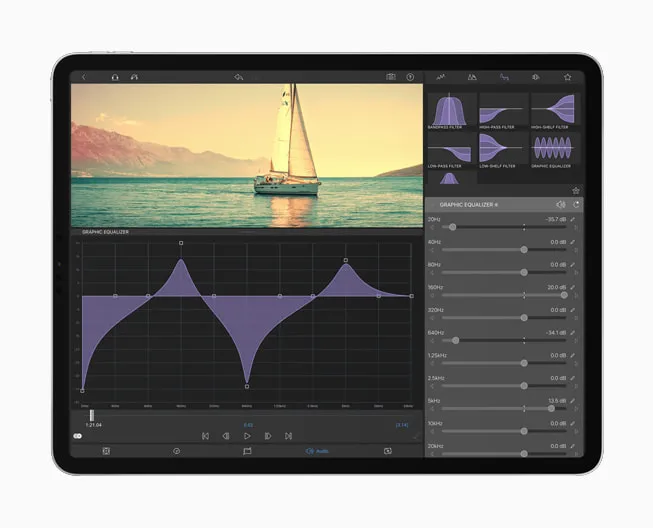 BANDPASS FILTER
HIGH-PASS FILTER
HIGH-SHELF FILTER
LOW-PASS FILTER
LOW-SHELF FILTER
GRAPHIC EQUALIZER
GRAPHIC EQUALIZER
GRAPHIC EQUALIZER
20Hz -35.7 dB
40Hz 0.0 dB
80Hz 0.0 dB
160Hz 20.0 dB
320Hz 0.0 dB
640Hz -34.1 dB
1.25kHz 0.0 dB
2.5kHz 0.0 dB
5kHz 13.5 dB
10kHz 0.0 dB
20kHz 0.0 dB
1:21.04
Audio